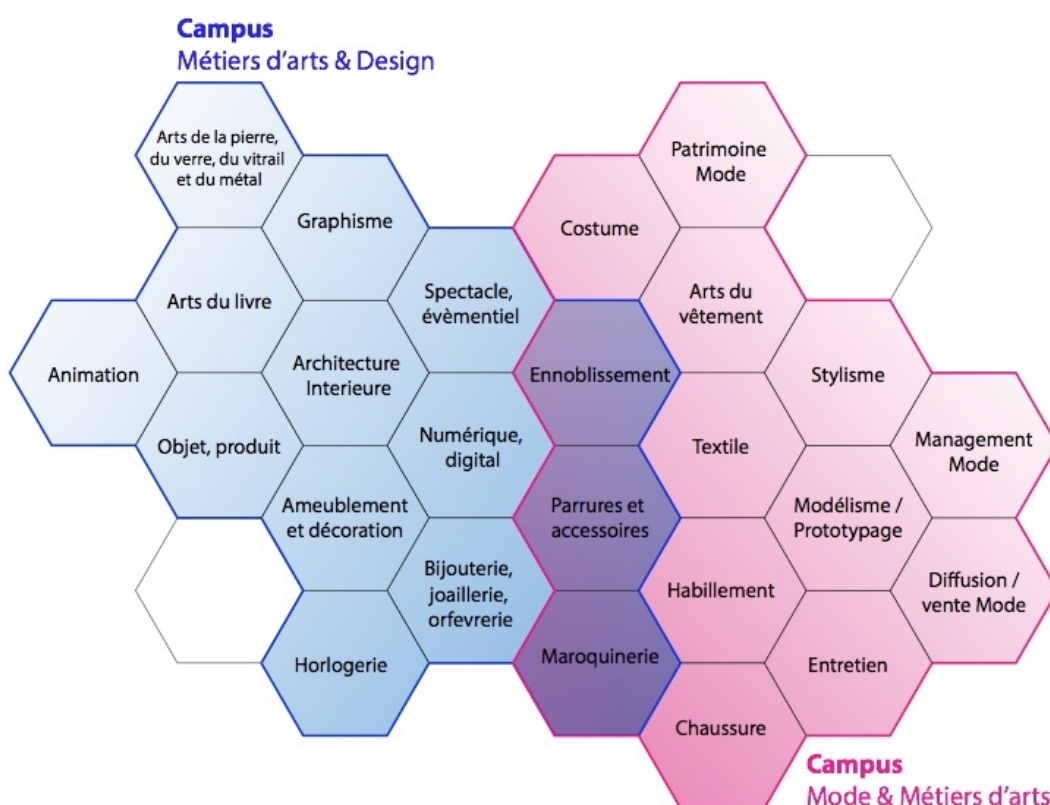 Campus
Métiers d'arts & Design
Arts de la pierre,
du verre, du vitrail
et du métal
Graphisme
Arts du livre
Animation
Architecture
Interieure
Objet, produit
Spectacle,
évèmentiel
Numérique,
digital
Ameublement
et décoration
Bijouterie,
joaillerie,
orfevrerie
Horlogerie
Costume
Patrimoine
Mode
Arts du
vêtement
Ennoblissement
Stylisme
Textile
Management
Mode
Parrures et
accessoires
Modélisme /
Prototypage
Habillement
Diffusion /
vente Mode
Maroquinerie
Entretien
Chaussure
Campus
Mode & Métiers d'arts